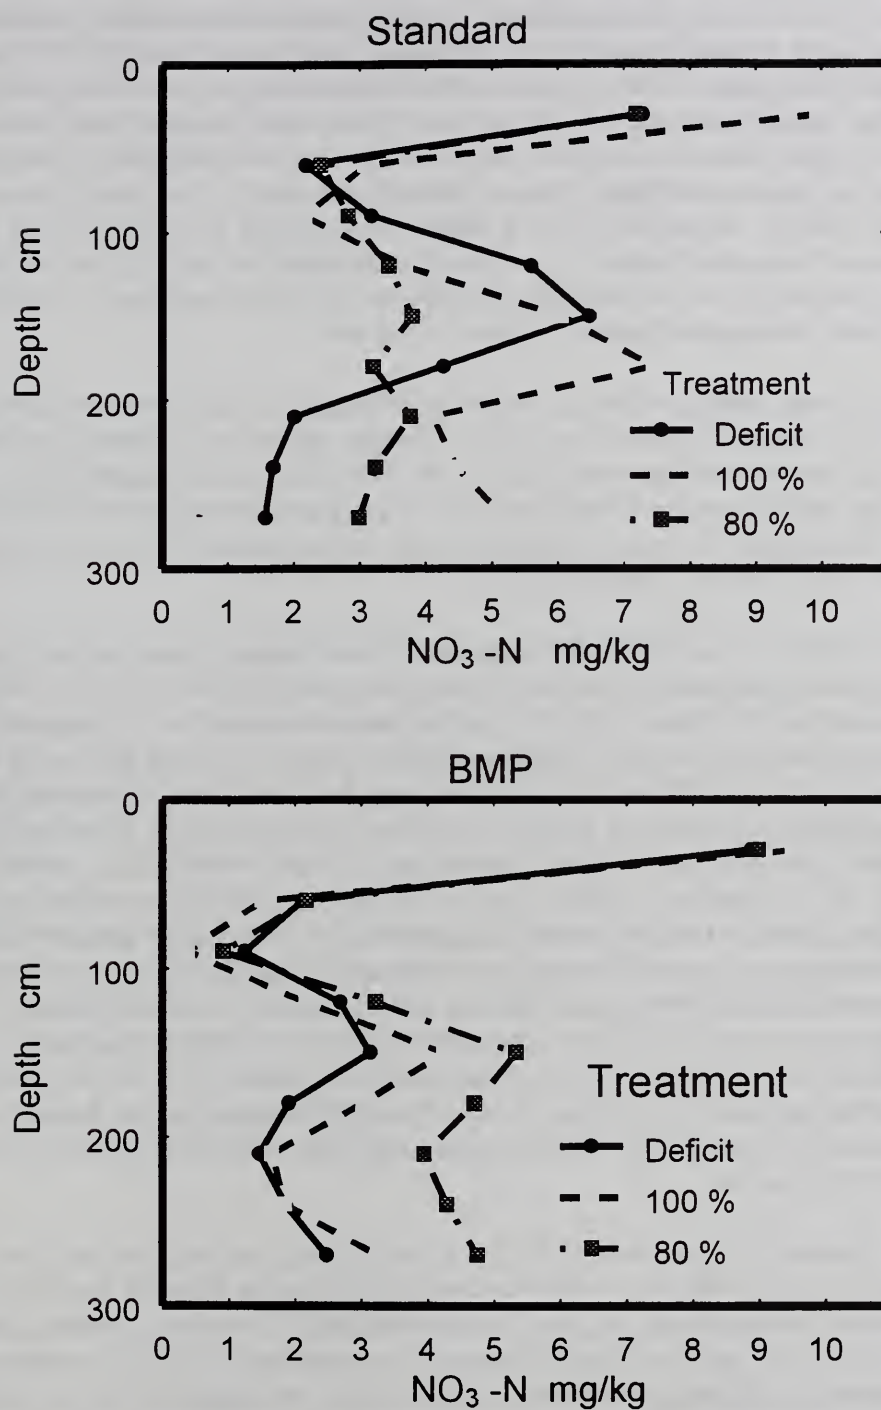 Standard
0
100
200
300
Depth cm
Treatment
Deficit
100 %
80 %
0 1 2 3 4 5 6 7 8 9 10
NO₃ -N mg/kg
BMP
0
100
200
300
Depth cm
Treatment
Deficit
100 %
80 %
0 1 2 3 4 5 6 7 8 9 10
NO₃ -N mg/kg